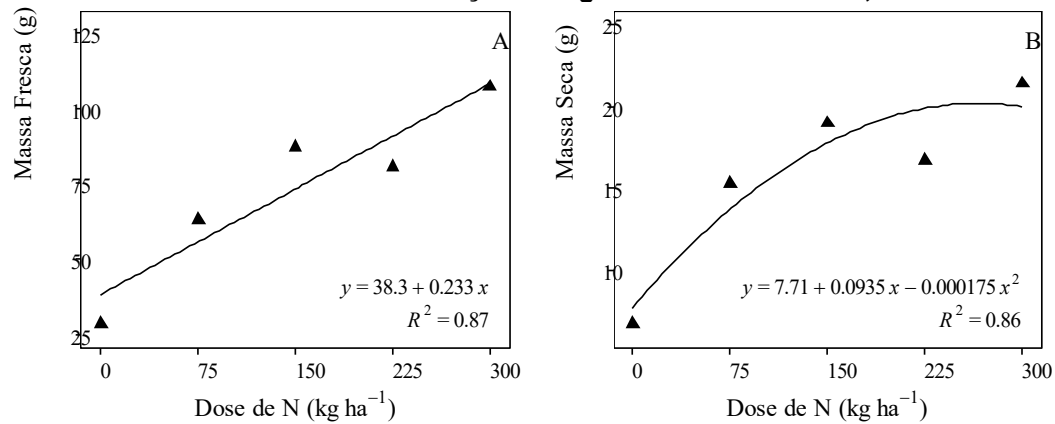 A
Massa Fresca (g)
125
100
75
50
25
y = 38.3 + 0.233 x
R² = 0.87
0 75 150 225 300
Dose de N (kg ha⁻¹)
B
Massa Seca (g)
25
20
15
10
y = 7.71 + 0.0935 x − 0.000175 x²
R² = 0.86
0 75 150 225 300
Dose de N (kg ha⁻¹)